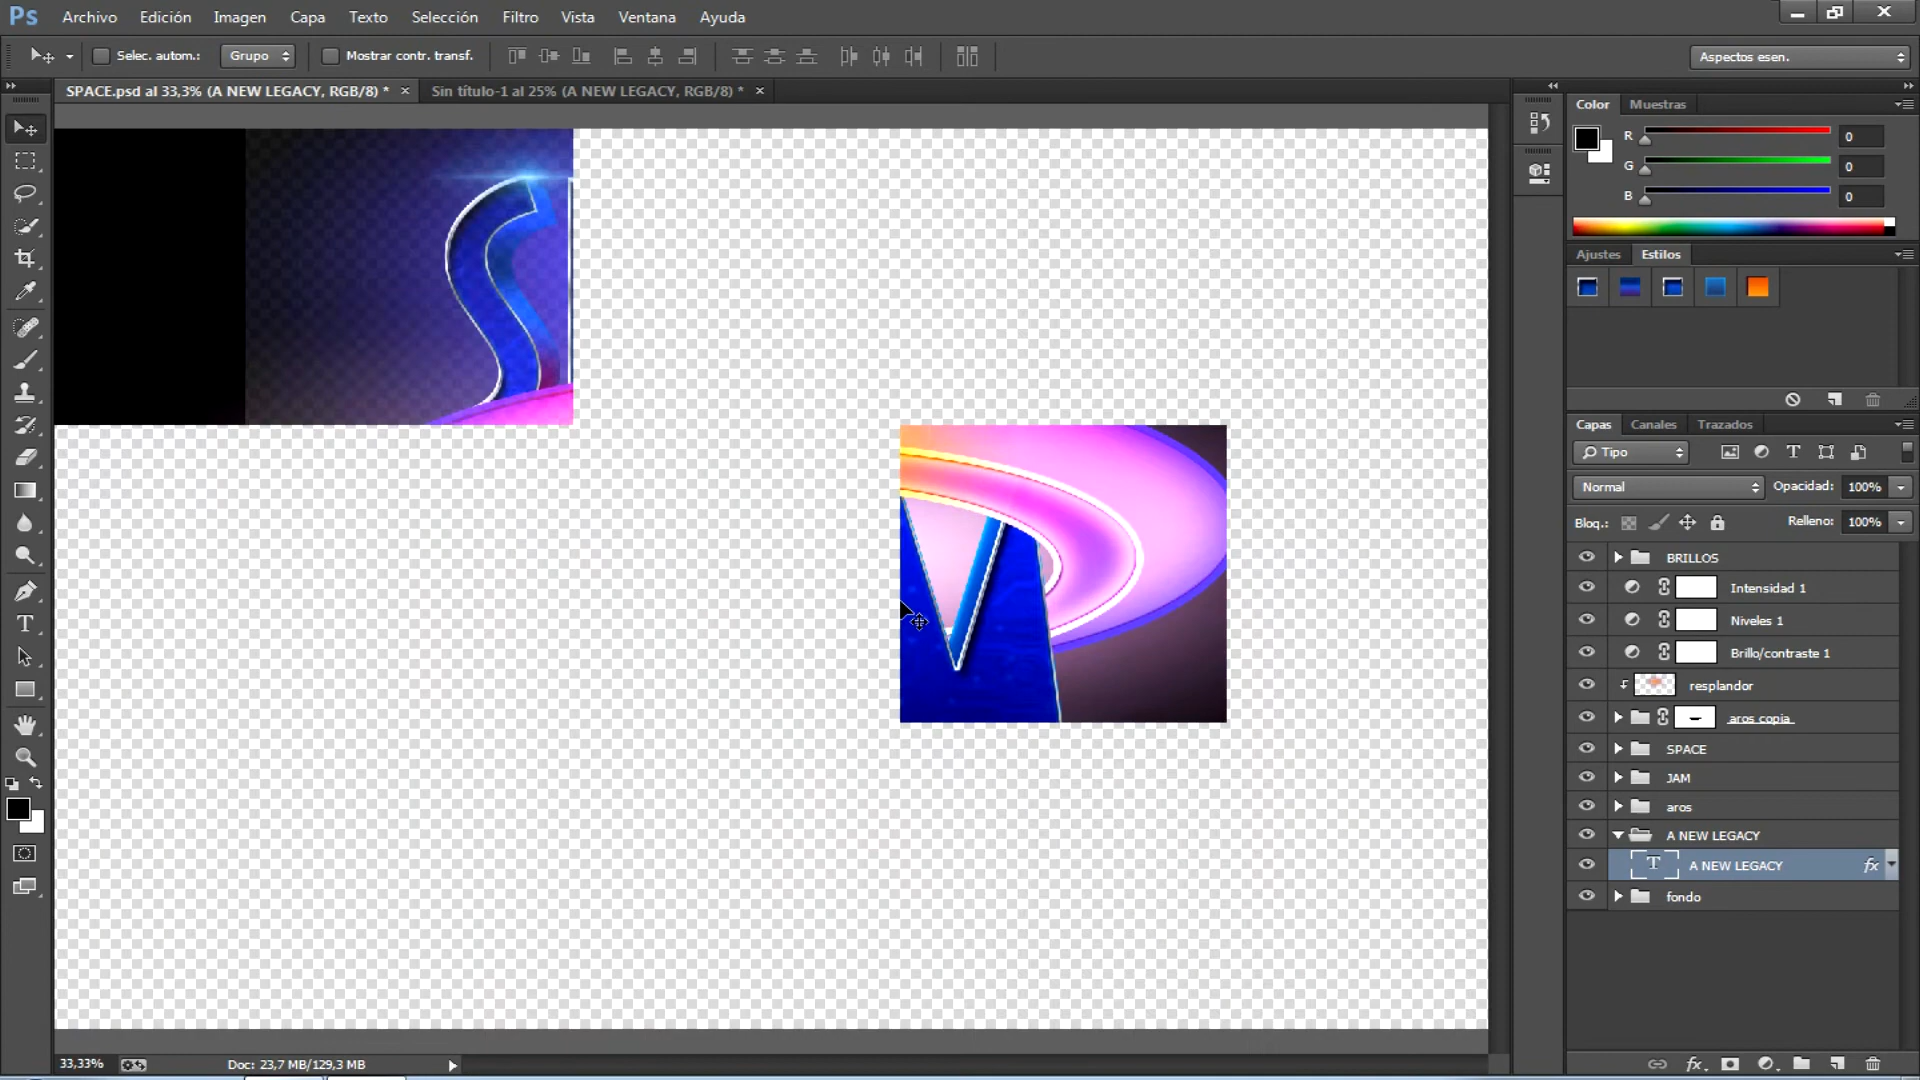 Ps Archivo Edición Imagen Capa Texto Selección Filtro Vista Ventana Ayuda
Selec. autom.: Grupo Mostrar contr. transf. Aspectos esen.
SPACE.psd al 33,3% (A NEW LEGACY, RGB/8) * × Sin título-1 al 25% (A NEW LEGACY, RGB/8) * ×
Color Muestras
R 0
G 0
B 0
Ajustes Estilos
Capas Canales Trazados
Tipo
Normal Opacidad: 100%
Bloq.: Relleno: 100%
BRILLOS
Intensidad 1
Niveles 1
Brillo/contraste 1
resplandor
aros copia
SPACE
JAM
aros
A NEW LEGACY
T A NEW LEGACY fx
fondo
33,33% Doc: 23,7 MB/129,3 MB
fx